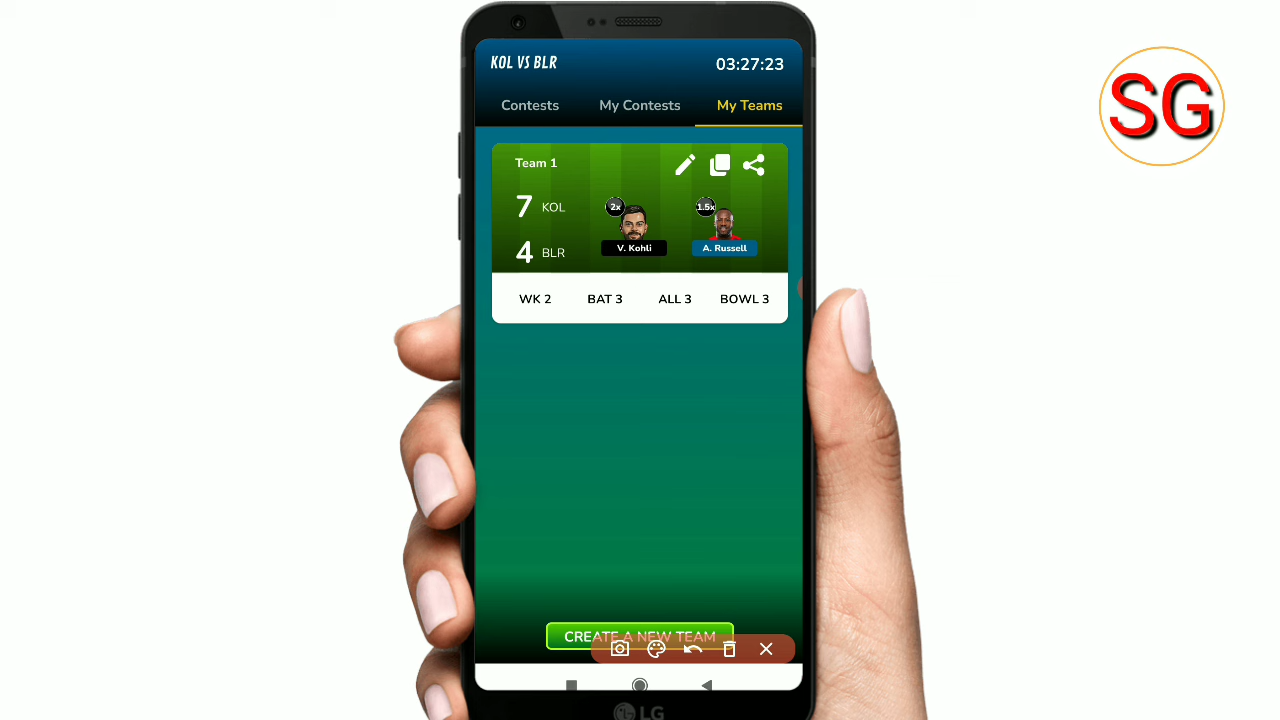 KOL VS BLR
03:27:23
Contests
My Contests
My Teams
Team 1
7 KOL
4 BLR
2x
V. Kohli
1.5x
A. Russell
WK 2
BAT 3
ALL 3
BOWL 3
CREATE A NEW TEAM
LG
SG